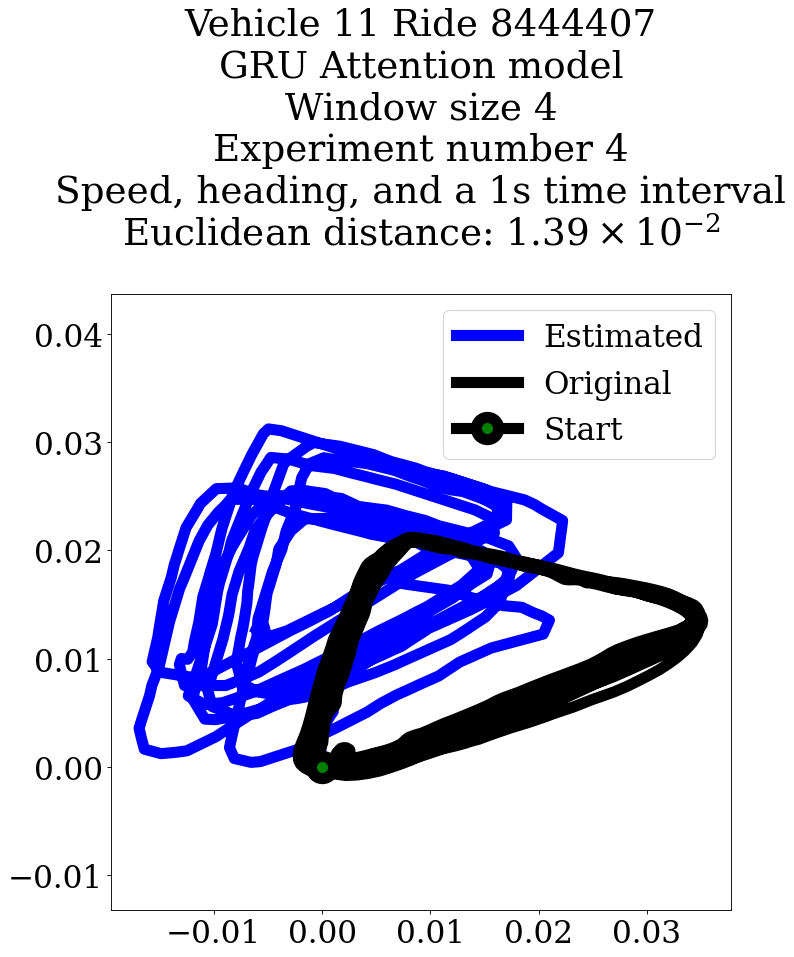 Vehicle 11 Ride 8444407
GRU Attention model
Window size 4
Experiment number 4
Speed, heading, and a 1s time interval
Euclidean distance: 1.39 × 10⁻²
Estimated
Original
Start
0.04
0.03
0.02
0.01
0.00
−0.01
−0.01 0.00 0.01 0.02 0.03